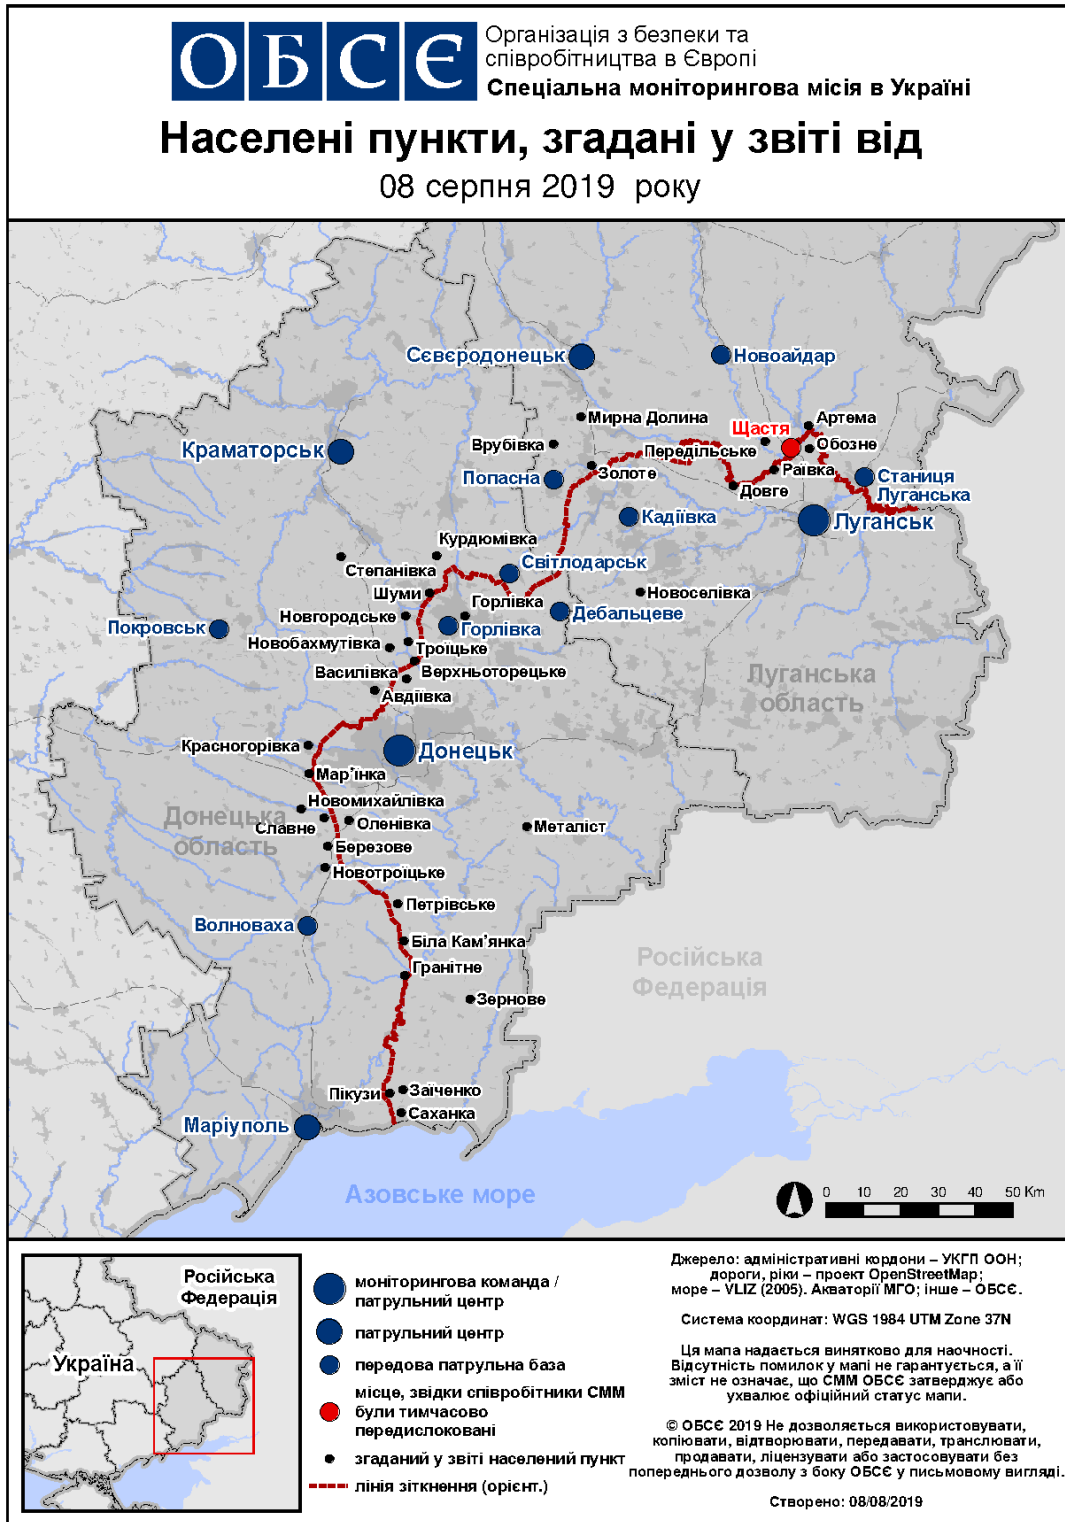 ОБСЄ
Організація з безпеки та
співробітництва в Європі
Спеціальна моніторингова місія в Україні
Населені пункти, згадані у звіті від
08 серпня 2019 року
Сєвєродонецьк
Новоайдар
Мирна Долина
Артема
Щастя
Врубівка
Передільське
Обозне
Краматорськ
Золоте
Раївка
Попасна
Станиця
Луганська
Довге
Кадіївка
Луганськ
Курдюмівка
Степанівка
Світлодарськ
Шуми
Новоселівка
Горлівка
Дебальцеве
Новгородське
Покровськ
Горлівка
Новобахмутівка
Троїцьке
Василівка
Верхньоторецьке
Луганська
область
Авдіївка
Красногорівка
Донецьк
Мар'їнка
Новомихайлівка
Донецька
область
Славне
Оленівка
Металіст
Березове
Новотроїцьке
Петрівське
Волноваха
Біла Кам'янка
Гранітне
Російська
Федерація
Зернове
Пікузи
Заїченко
Саханка
Маріуполь
Азовське море
0 10 20 30 40 50 Km
Російська
Федерація
Україна
моніторингова команда /
патрульний центр
патрульний центр
передова патрульна база
місце, звідки співробітники СММ
були тимчасово
передислоковані
згаданий у звіті населений пункт
лінія зіткнення (орієнт.)
Джерело: адміністративні кордони – УКГП ООН;
дороги, ріки – проект OpenStreetMap;
море – VLIZ (2005). Акваторії МГО; інше – ОБСЄ.
Система координат: WGS 1984 UTM Zone 37N
Ця мапа надається винятково для наочності.
Відсутність помилок у мапі не гарантується, а її
зміст не означає, що СММ ОБСЄ затверджує або
ухвалює офіційний статус мапи.
© ОБСЄ 2019 Не дозволяється використовувати,
копіювати, відтворювати, передавати, транслювати,
продавати, ліцензувати або застосовувати без
попереднього дозволу з боку ОБСЄ у письмовому вигляді.
Створено: 08/08/2019